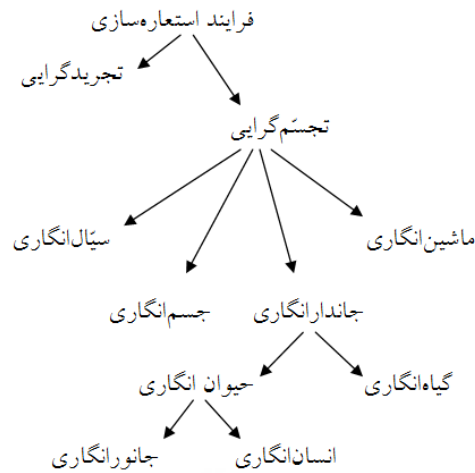 فرایند استعاره‌سازی
تجریدگرایی
تجسّم‌گرایی
ماشین‌انگاری
سیّال‌انگاری
جاندارانگاری
جسم‌انگاری
گیاه‌انگاری
حیوان انگاری
انسان‌انگاری
جانورانگاری